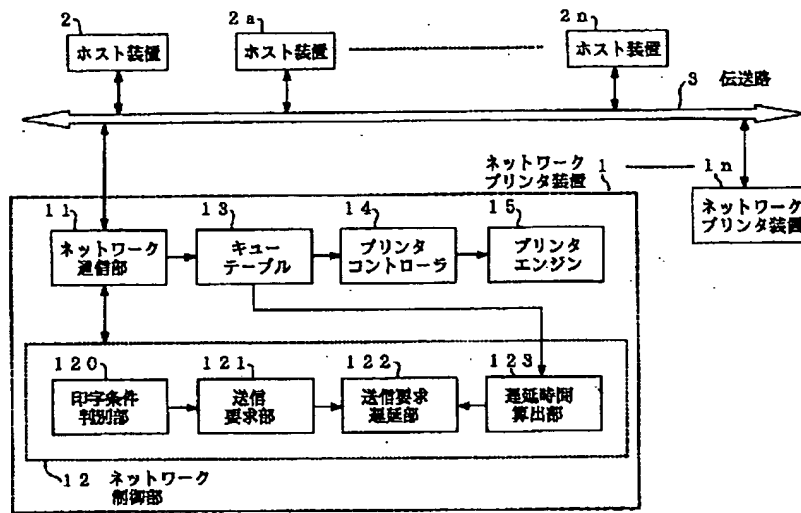 2 2a 2n
ホスト装置 ホスト装置 ホスト装置
3 伝送路
ネットワーク
プリンタ装置 1 1n
ネットワーク
プリンタ装置
11 13 14 15
ネットワーク
通信部
キュー
テーブル
プリンタ
コントローラ
プリンタ
エンジン
120 121 122 123
印字条件
判別部
送信
要求部
送信要求
遅延部
遅延時間
算出部
12 ネットワーク
制御部